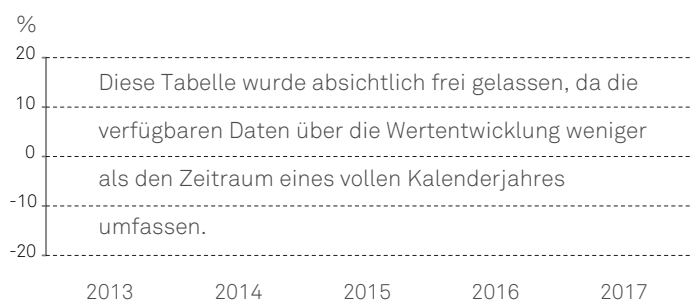 %
20
Diese Tabelle wurde absichtlich frei gelassen, da die
10
verfügbaren Daten über die Wertentwicklung weniger
0
als den Zeitraum eines vollen Kalenderjahres
-10
umfassen.
-20
2013 2014 2015 2016 2017